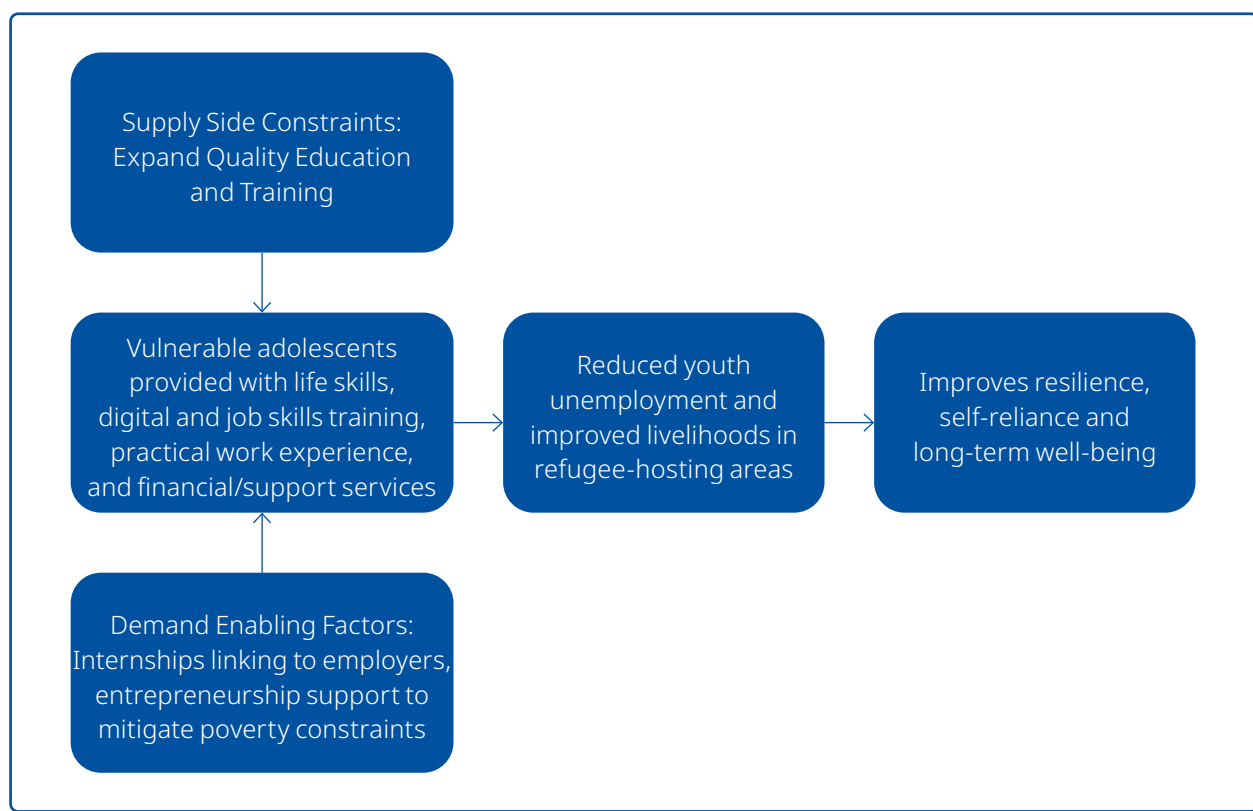 Supply Side Constraints:
Expand Quality Education
and Training
Vulnerable adolescents
provided with life skills,
digital and job skills training,
practical work experience,
and financial/support services
Reduced youth
unemployment and
improved livelihoods in
refugee-hosting areas
Improves resilience,
self-reliance and
long-term well-being
Demand Enabling Factors:
Internships linking to employers,
entrepreneurship support to
mitigate poverty constraints